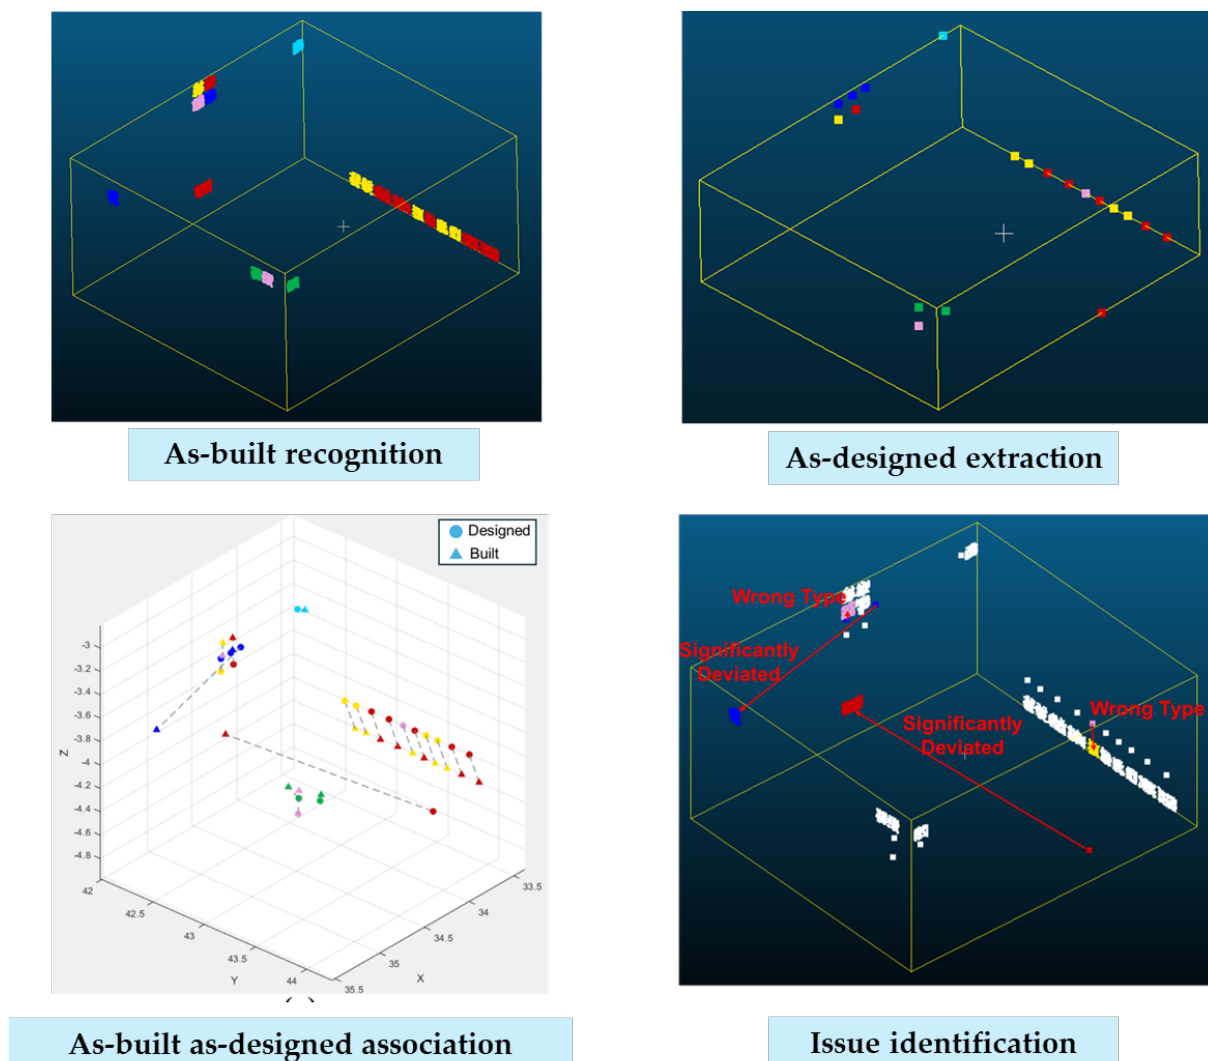 As-built recognition
As-designed extraction
Designed
Built
-3
-3.2
-3.4
-3.6
-3.8
-4
-4.2
-4.4
-4.6
-4.8
Z
42
42.5
43
43.5
44
Y
35.5
35
34.5
34
33.5
X
Wrong Type
Significantly
Deviated
Wrong Type
Significantly
Deviated
As-built as-designed association
Issue identification